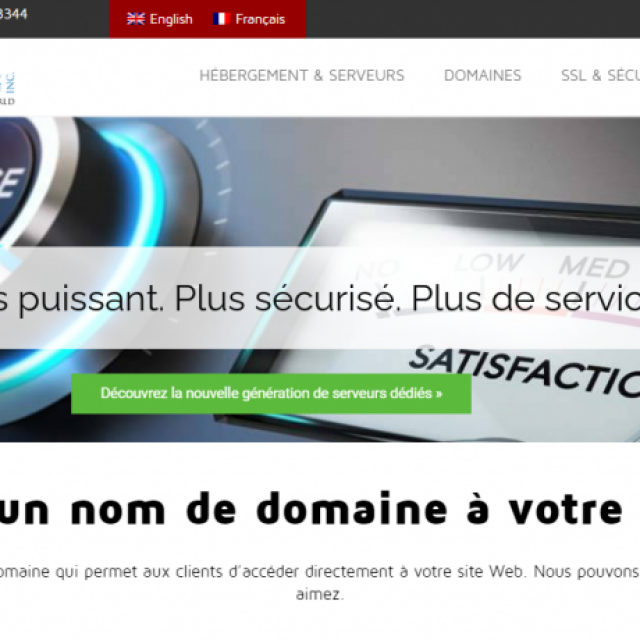 3344
English Français
INC.
HÉBERGEMENT & SERVEURS DOMAINES SSL & SÉCU
NO LOW MED
s puissant. Plus sécurisé. Plus de servic
SATISFACTIO
Découvrez la nouvelle génération de serveurs dédiés »
un nom de domaine à votre
omaine qui permet aux clients d'accéder directement à votre site Web. Nous pouvons
aimez.